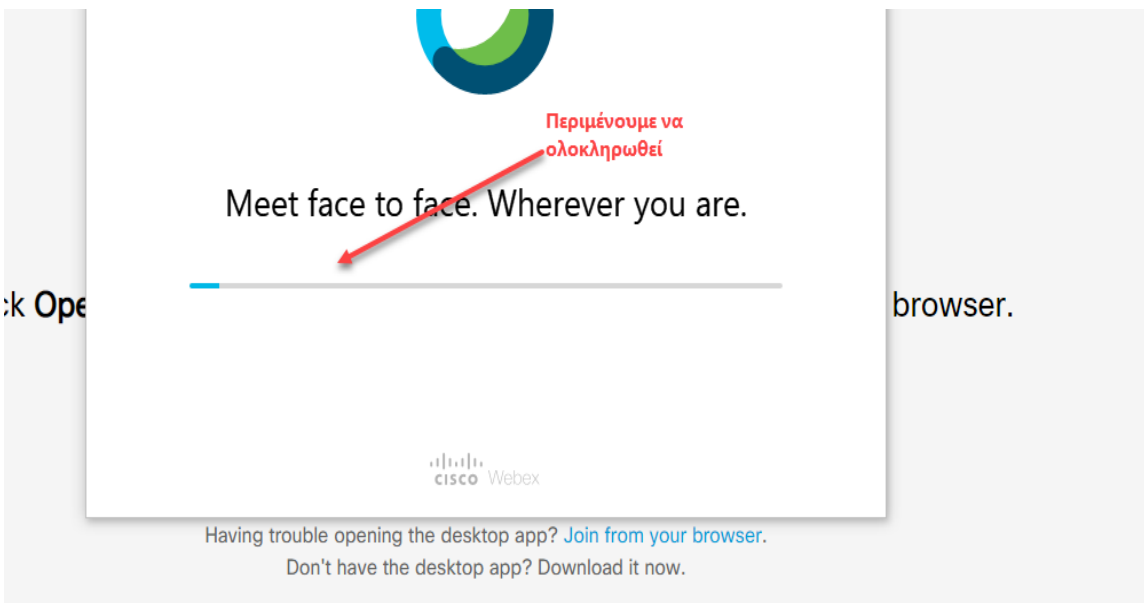 Περιμένουμε να
ολοκληρωθεί
Meet face to face. Wherever you are.
browser.
CISCO Webex
Having trouble opening the desktop app? Join from your browser.
Don't have the desktop app? Download it now.